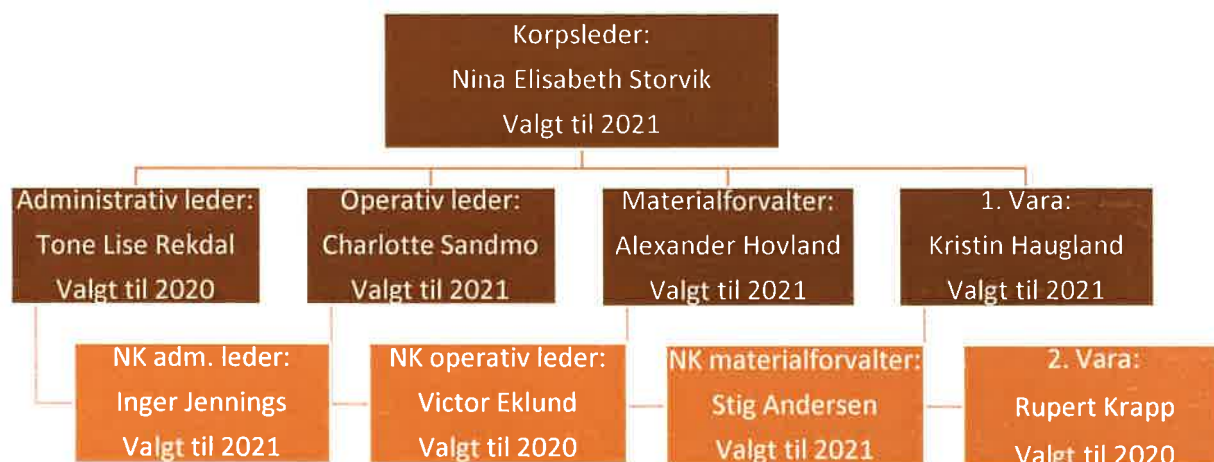 Korpsleder:
Nina Elisabeth Storvik
Valgt til 2021
Administrativ leder:
Tone Lise Rekdal
Valgt til 2020
Operativ leder:
Charlotte Sandmo
Valgt til 2021
Materialforvalter:
Alexander Hovland
Valgt til 2021
1. Vara:
Kristin Haugland
Valgt til 2021
NK adm. leder:
Inger Jennings
Valgt til 2021
NK operativ leder:
Victor Eklund
Valgt til 2020
NK materialforvalter:
Stig Andersen
Valgt til 2021
2. Vara:
Rupert Krapp
Valgt til 2020